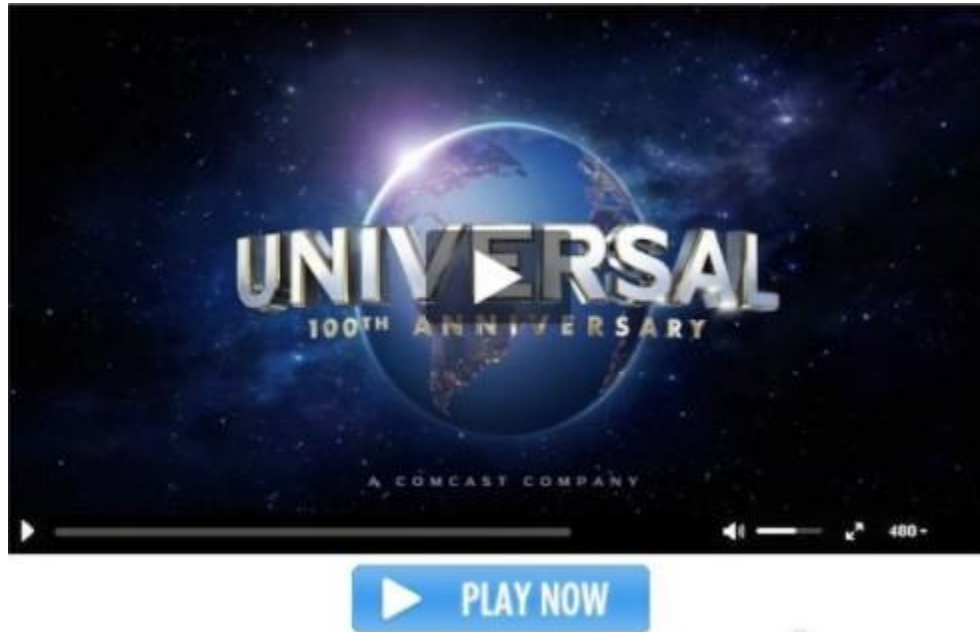 UNIVERSAL
100TH ANNIVERSARY
A COMCAST COMPANY
480
PLAY NOW